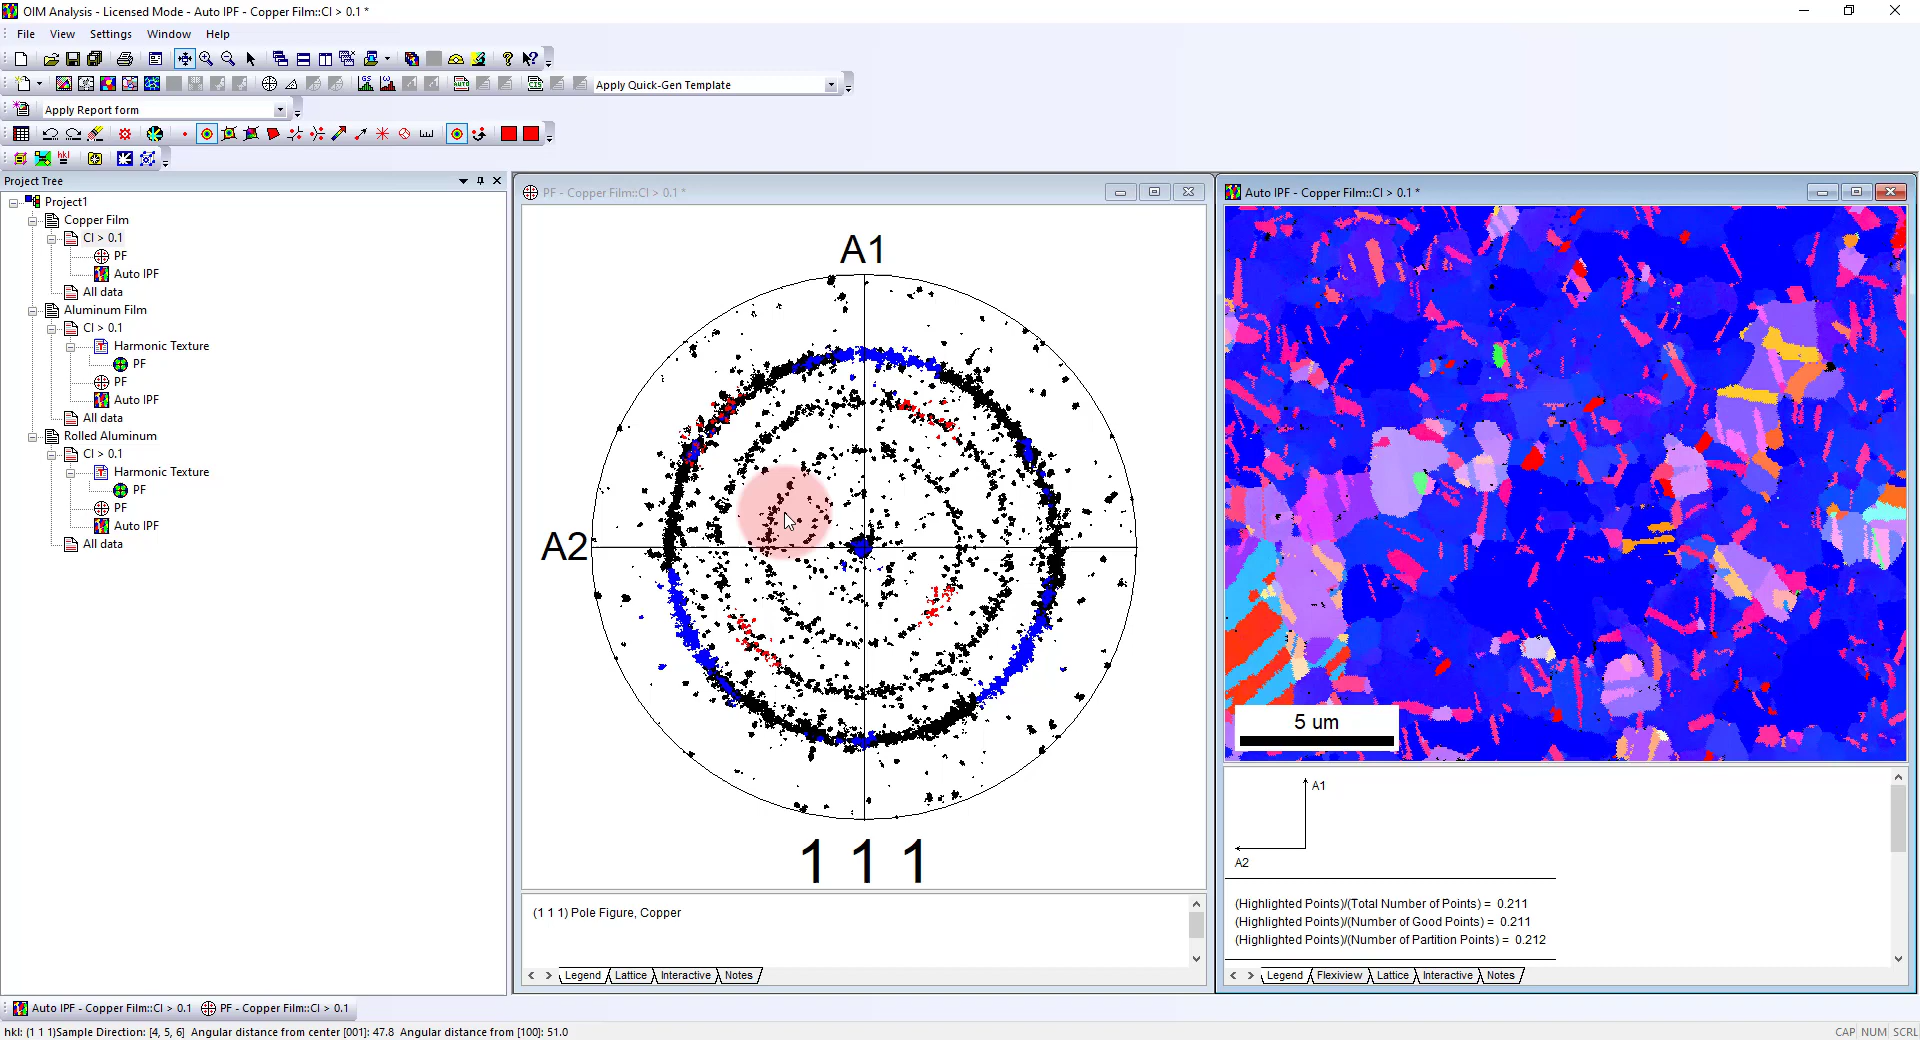 OIM Analysis - Licensed Mode - Auto IPF - Copper Film::CI > 0.1 *
File View Settings Window Help
Apply Quick-Gen Template
Apply Report form
Project Tree
Project1
Copper Film
CI > 0.1
PF
Auto IPF
All data
Aluminum Film
CI > 0.1
Harmonic Texture
PF
PF
Auto IPF
All data
Rolled Aluminum
CI > 0.1
Harmonic Texture
PF
PF
Auto IPF
All data
PF - Copper Film::CI > 0.1 *
A1
A2
1 1 1
(1 1 1) Pole Figure, Copper
Legend Lattice Interactive Notes
Auto IPF - Copper Film::CI > 0.1 *
5 um
A1
A2
(Highlighted Points)/(Total Number of Points) = 0.211
(Highlighted Points)/(Number of Good Points) = 0.211
(Highlighted Points)/(Number of Partition Points) = 0.212
Legend Flexiview Lattice Interactive Notes
Auto IPF - Copper Film::CI > 0.1 PF - Copper Film::CI > 0.1
hkl: (1 1 1)Sample Direction: [4, 5, 6] Angular distance from center [001]: 47.8 Angular distance from [100]: 51.0
CAP NUM SCRL